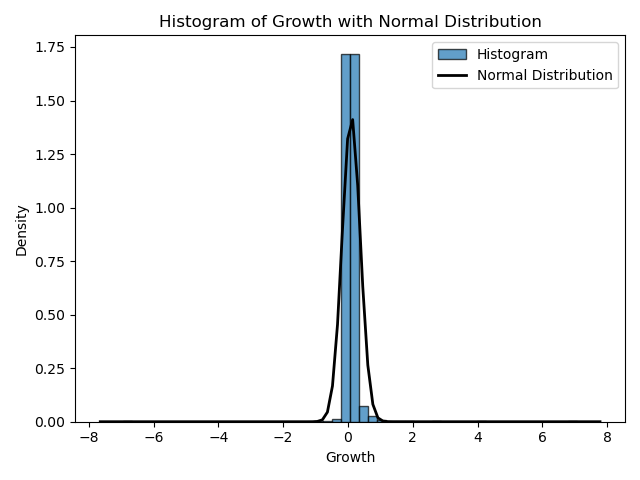 Histogram of Growth with Normal Distribution
Histogram
Normal Distribution
1.75
1.50
1.25
1.00
0.75
0.50
0.25
0.00
Density
−8 −6 −4 −2 0 2 4 6 8
Growth